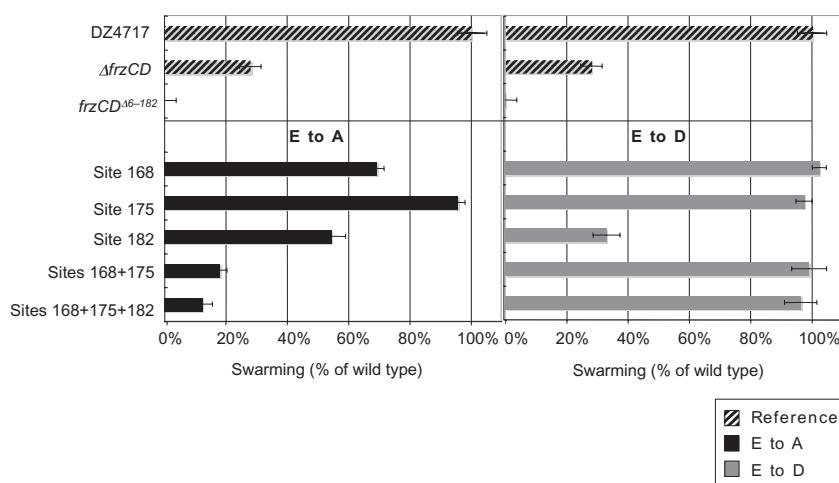 DZ4717
ΔfrzCD
frzCD^Δ6–182
E to A
E to D
Site 168
Site 175
Site 182
Sites 168+175
Sites 168+175+182
0% 20% 40% 60% 80% 100%
0% 20% 40% 60% 80% 100%
Swarming (% of wild type)
Swarming (% of wild type)
Reference
E to A
E to D